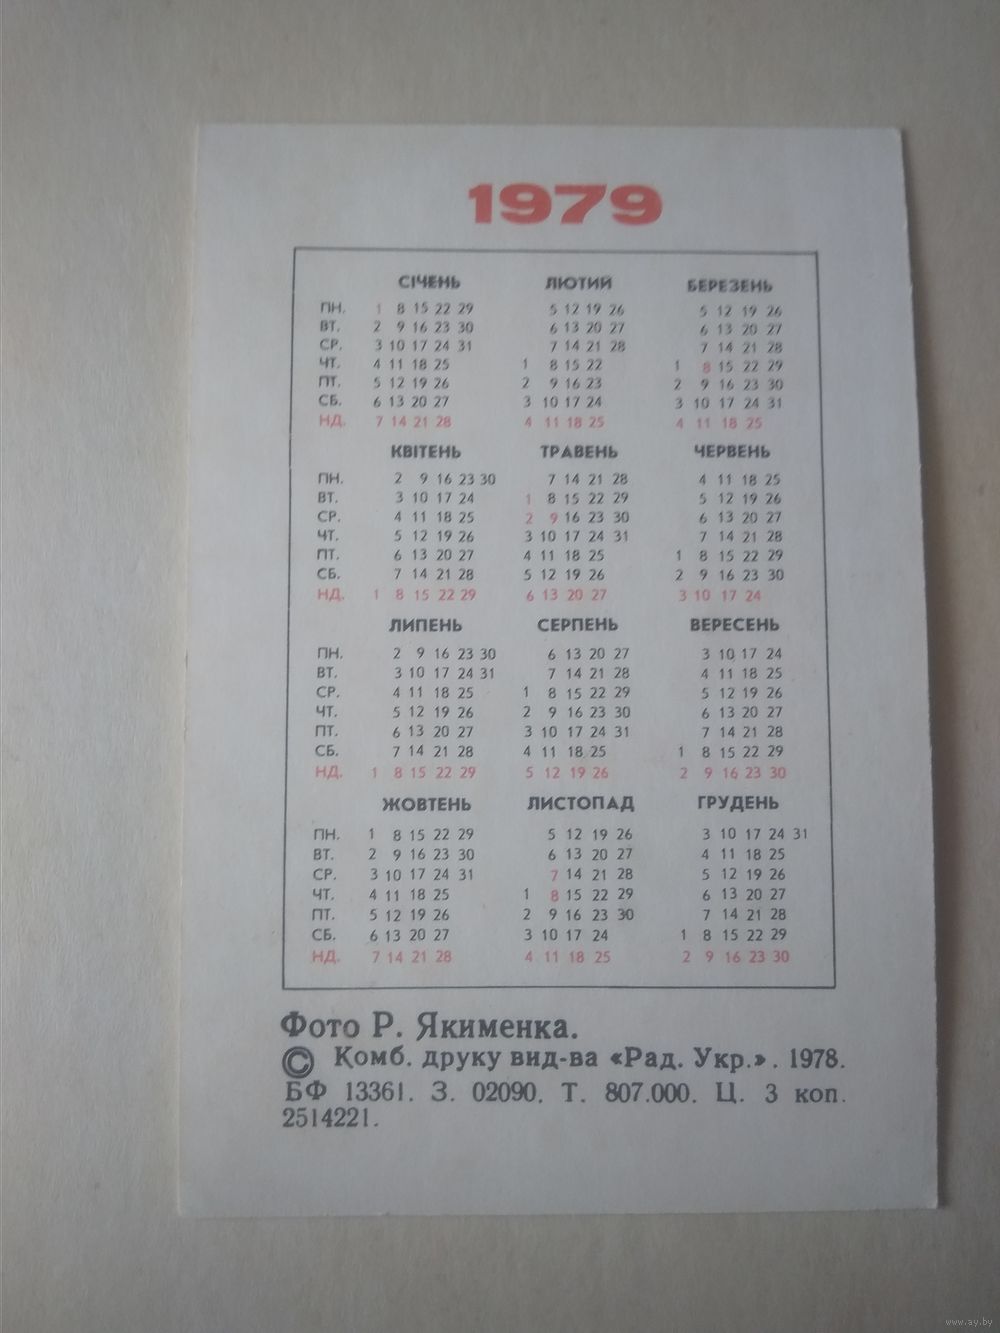 1979
СІЧЕНЬ ЛЮТИЙ БЕРЕЗЕНЬ
ПН. 1 8 15 22 29 5 12 19 26 5 12 19 26
ВТ. 2 9 16 23 30 6 13 20 27 6 13 20 27
СР. 3 10 17 24 31 7 14 21 28 7 14 21 28
ЧТ. 4 11 18 25 1 8 15 22 1 8 15 22 29
ПТ. 5 12 19 26 2 9 16 23 2 9 16 23 30
СБ. 6 13 20 27 3 10 17 24 3 10 17 24 31
НД. 7 14 21 28 4 11 18 25 4 11 18 25
КВІТЕНЬ ТРАВЕНЬ ЧЕРВЕНЬ
ПН. 2 9 16 23 30 7 14 21 28 4 11 18 25
ВТ. 3 10 17 24 1 8 15 22 29 5 12 19 26
СР. 4 11 18 25 2 9 16 23 30 6 13 20 27
ЧТ. 5 12 19 26 3 10 17 24 31 7 14 21 28
ПТ. 6 13 20 27 4 11 18 25 1 8 15 22 29
СБ. 7 14 21 28 5 12 19 26 2 9 16 23 30
НД. 1 8 15 22 29 6 13 20 27 3 10 17 24
ЛИПЕНЬ СЕРПЕНЬ ВЕРЕСЕНЬ
ПН. 2 9 16 23 30 6 13 20 27 3 10 17 24
ВТ. 3 10 17 24 31 7 14 21 28 4 11 18 25
СР. 4 11 18 25 1 8 15 22 29 5 12 19 26
ЧТ. 5 12 19 26 2 9 16 23 30 6 13 20 27
ПТ. 6 13 20 27 3 10 17 24 31 7 14 21 28
СБ. 7 14 21 28 4 11 18 25 1 8 15 22 29
НД. 1 8 15 22 29 5 12 19 26 2 9 16 23 30
ЖОВТЕНЬ ЛИСТОПАД ГРУДЕНЬ
ПН. 1 8 15 22 29 5 12 19 26 3 10 17 24 31
ВТ. 2 9 16 23 30 6 13 20 27 4 11 18 25
СР. 3 10 17 24 31 7 14 21 28 5 12 19 26
ЧТ. 4 11 18 25 1 8 15 22 29 6 13 20 27
ПТ. 5 12 19 26 2 9 16 23 30 7 14 21 28
СБ. 6 13 20 27 3 10 17 24 1 8 15 22 29
НД. 7 14 21 28 4 11 18 25 2 9 16 23 30
Фото Р. Якименка.
© Комб. друку вид-ва «Рад. Укр.». 1978.
БФ 13361. З. 02090. Т. 807.000. Ц. 3 коп.
2514221.
www.ay.by